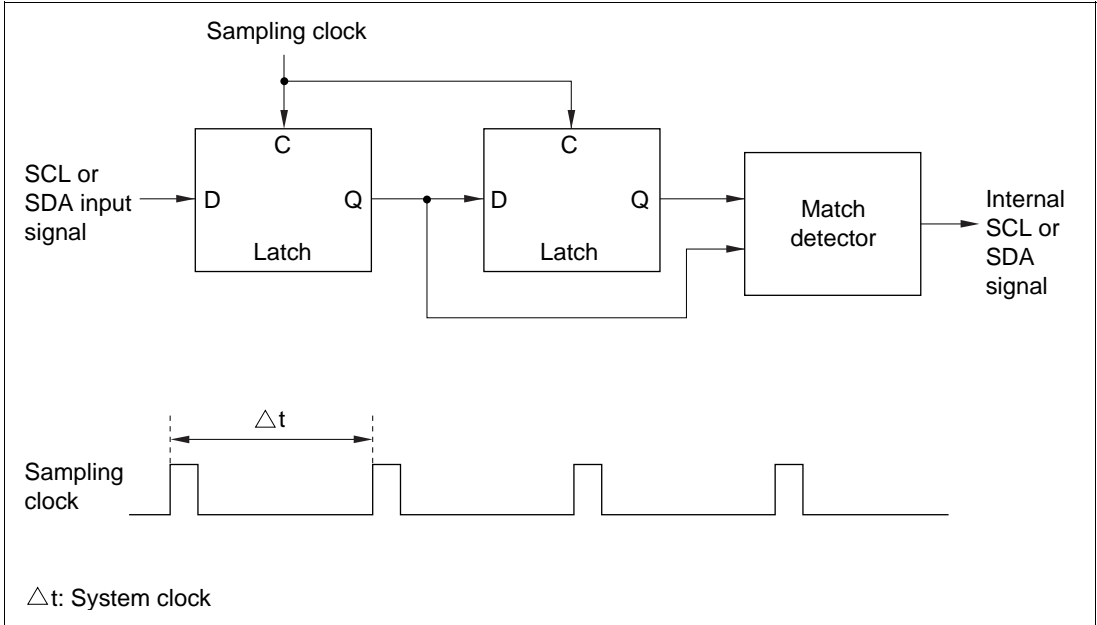 Sampling clock
C
C
SCL or
SDA input
signal
D
Q
D
Q
Latch
Latch
Match
detector
Internal
SCL or
SDA
signal
△t
Sampling
clock
△t: System clock